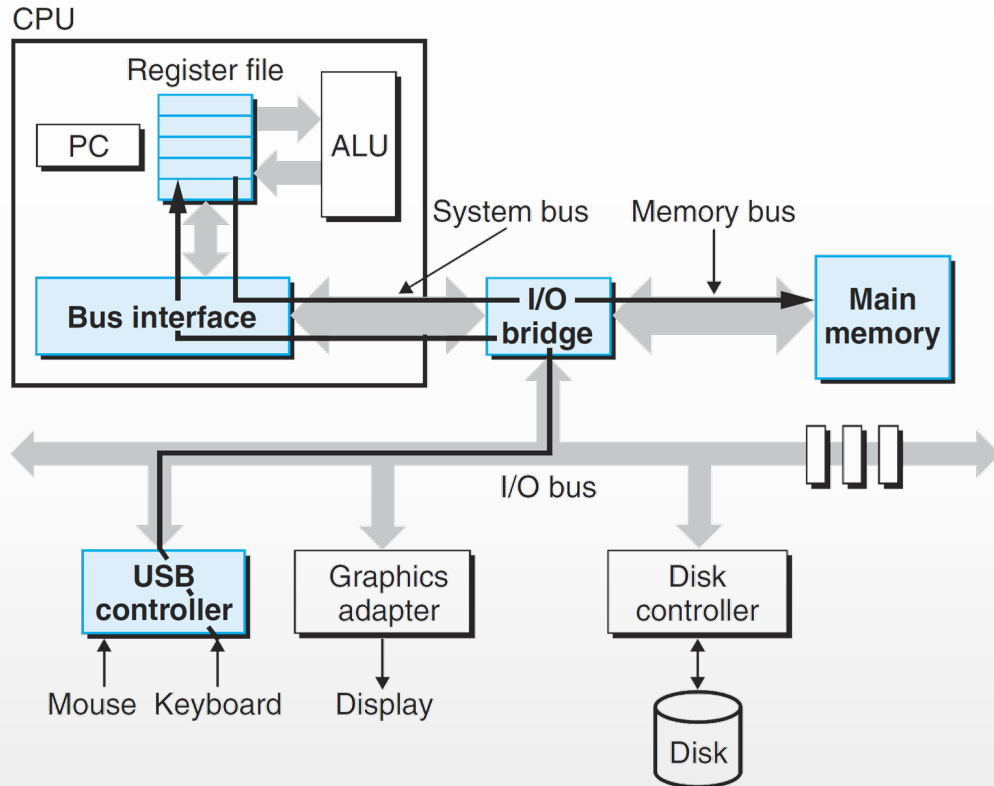 CPU
Register file
PC
ALU
System bus
Memory bus
Bus interface
I/O
bridge
Main
memory
I/O bus
USB
controller
Graphics
adapter
Disk
controller
Mouse
Keyboard
Display
Disk